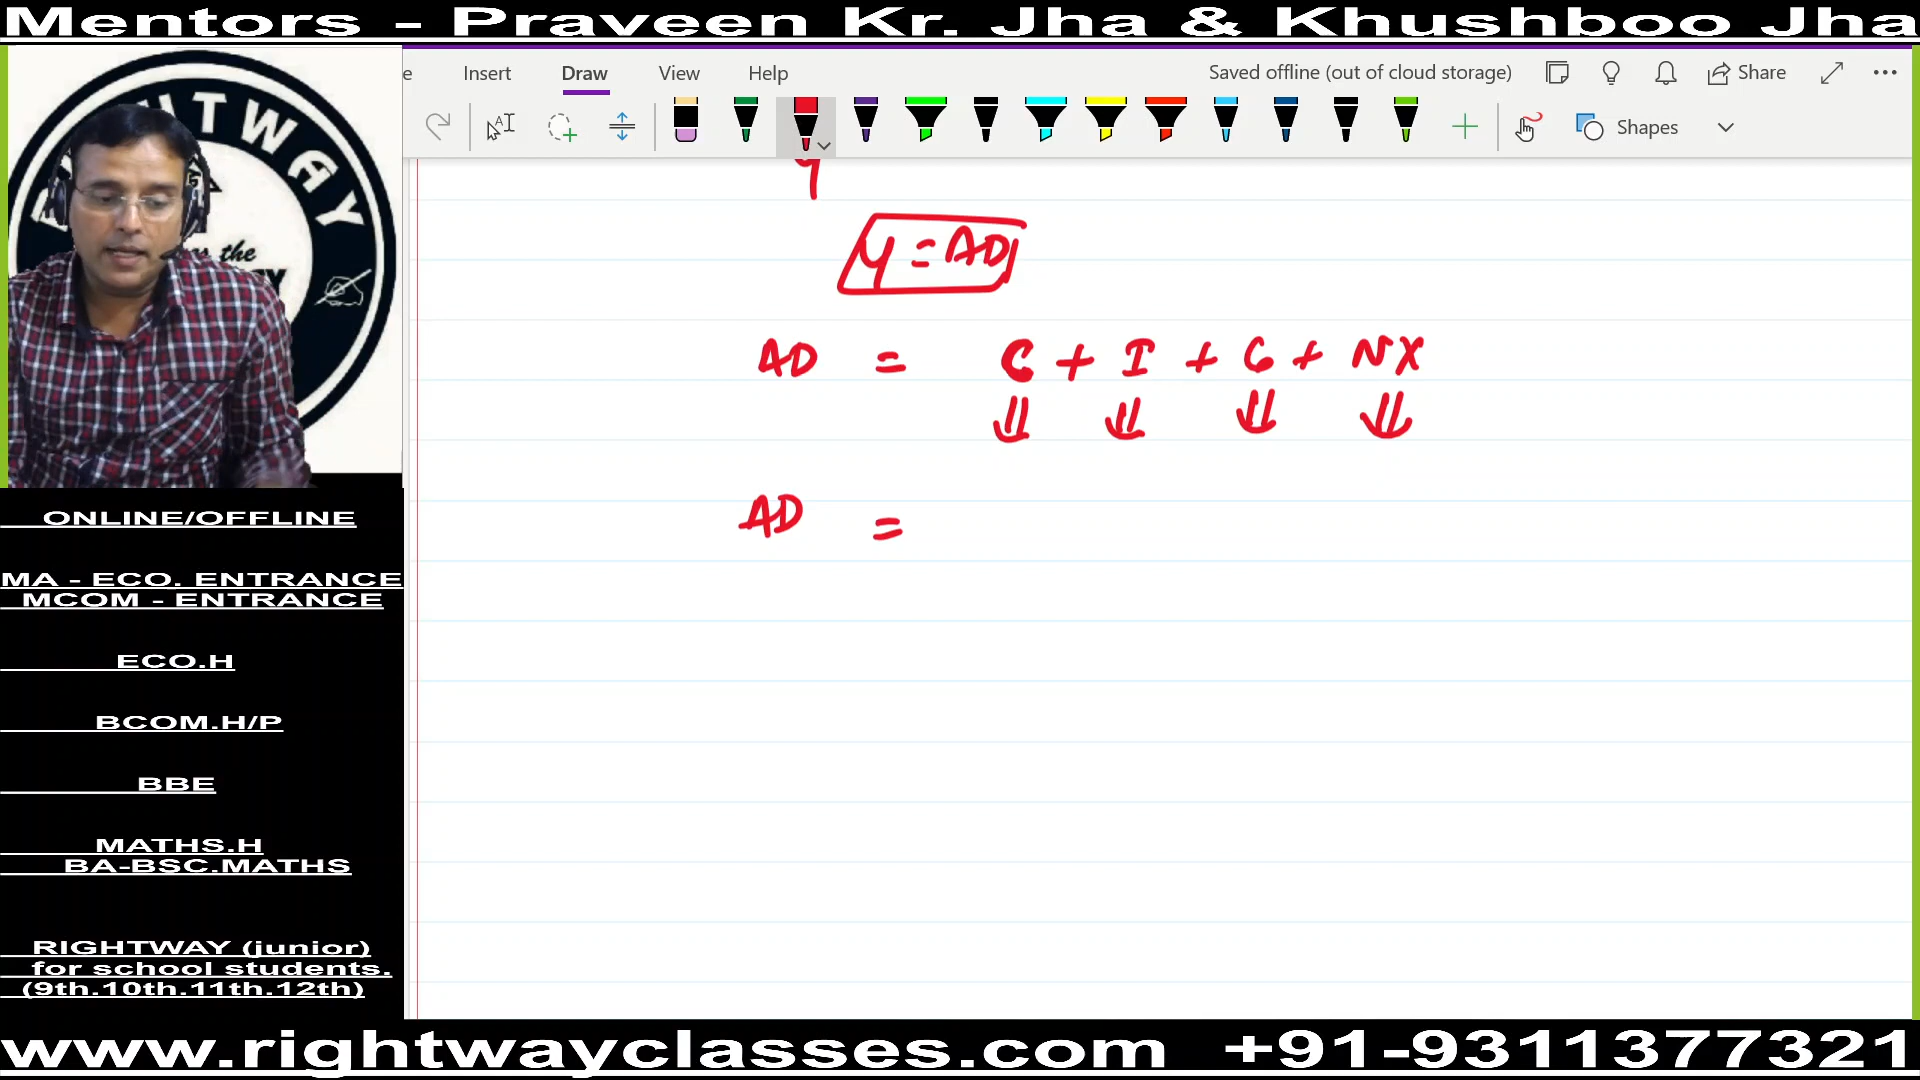 Mentors - Praveen Kr. Jha & Khushboo Jha
e Insert Draw View Help
Saved offline (out of cloud storage)
Share
Shapes
Y
Y = AD
AD = C + I + G + NX
AD =
ONLINE/OFFLINE
MA - ECO. ENTRANCE
MCOM - ENTRANCE
ECO.H
BCOM.H/P
BBE
MATHS.H
BA-BSC.MATHS
RIGHTWAY (junior)
for school students.
(9th.10th.11th.12th)
www.rightwayclasses.com +91-9311377321